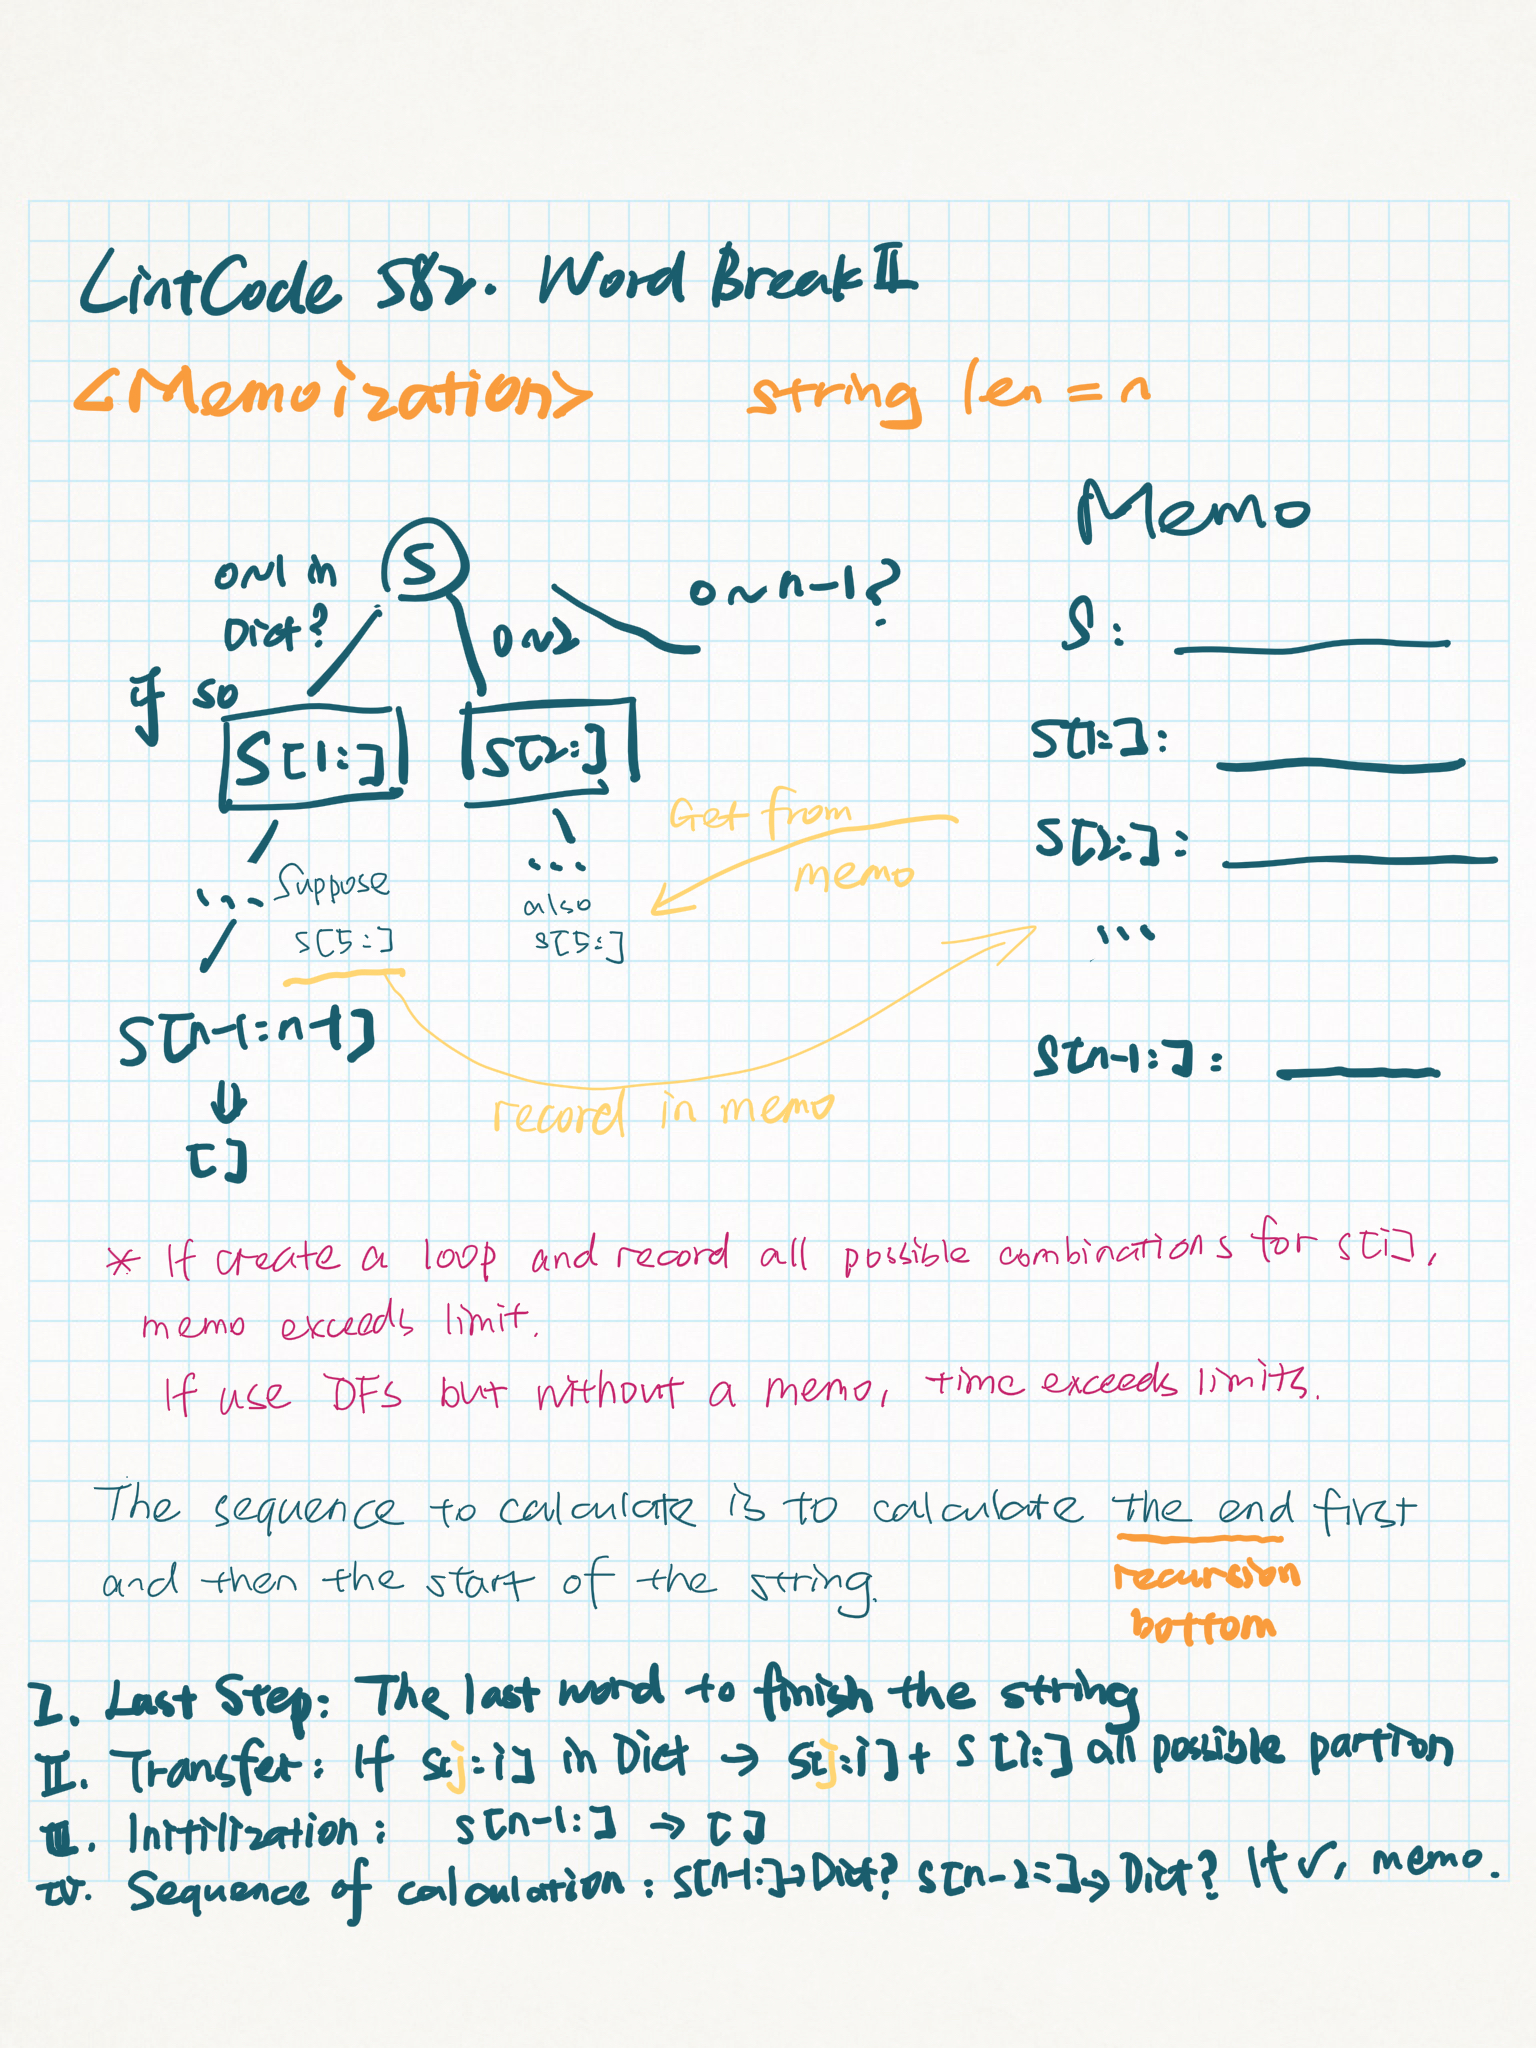 LintCode 582. Word Break II
<Memoization> string len = n
Memo
0~1 in
Dict?
S
0~2
0~n-1?
if so
S[1:]
S[2:]
S:
S[1:]:
S[2:]:
...
S[n-1:]:
Get from
memo
... Suppose
S[5:]
...
also
S[5:]
S[n-1:n-1]
[]
record in memo
* If create a loop and record all possible combinations for s[i],
memo exceeds limit.
If use DFS but without a memo, time exceeds limits.
The sequence to calculate is to calculate the end first
and then the start of the string.
recursion
bottom
I. Last Step: The last word to finish the string
II. Transfer: If s[j:i] in Dict → s[j:i] + s[i:] all possible partion
III. Initilization: s[n-1:] → []
IV. Sequence of calculation: s[n-1:]→Dict? s[n-2:]→Dict? If ✓, memo.